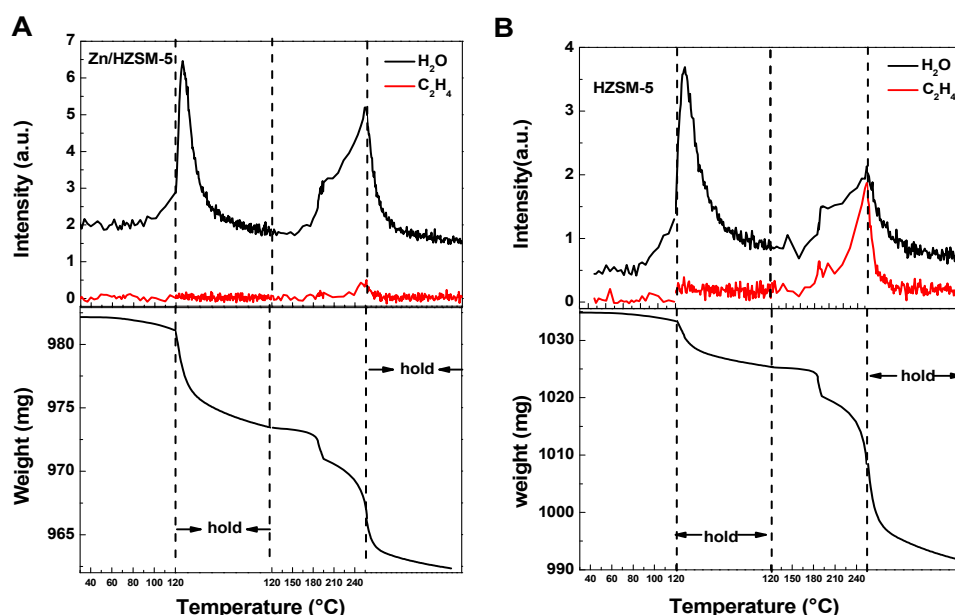 A
Zn/HZSM-5
H₂O
C₂H₄
Intensity (a.u.)
7
6
5
4
3
2
1
0
Weight (mg)
980
975
970
965
hold
hold
40 60 80 100 120 120 150 180 210 240
Temperature (°C)
B
HZSM-5
H₂O
C₂H₄
Intensity(a.u.)
4
3
2
1
0
weight (mg)
1030
1020
1010
1000
990
hold
hold
40 60 80 100 120 120 150 180 210 240
Temperature (°C)